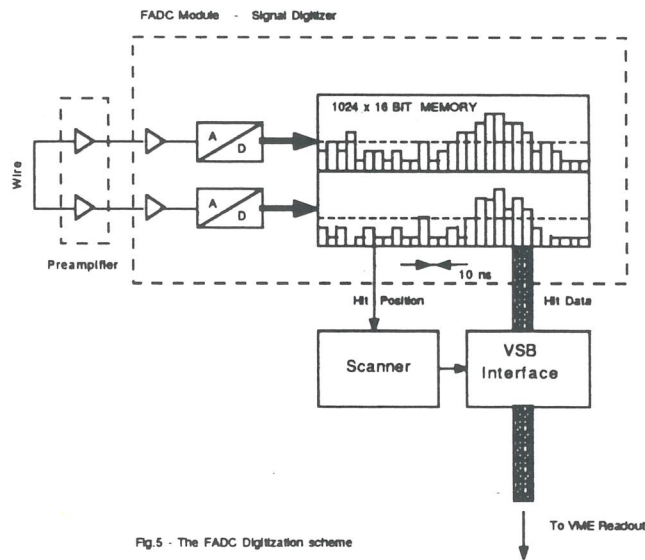 FADC Module - Signal Digitizer
1024 x 16 BIT MEMORY
A
D
Wire
A
D
Preampifier
10 ns
Hit Position
Hit Data
Scanner
VSB
Interface
To VME Readout
Fig.5 - The FADC Digitization scheme